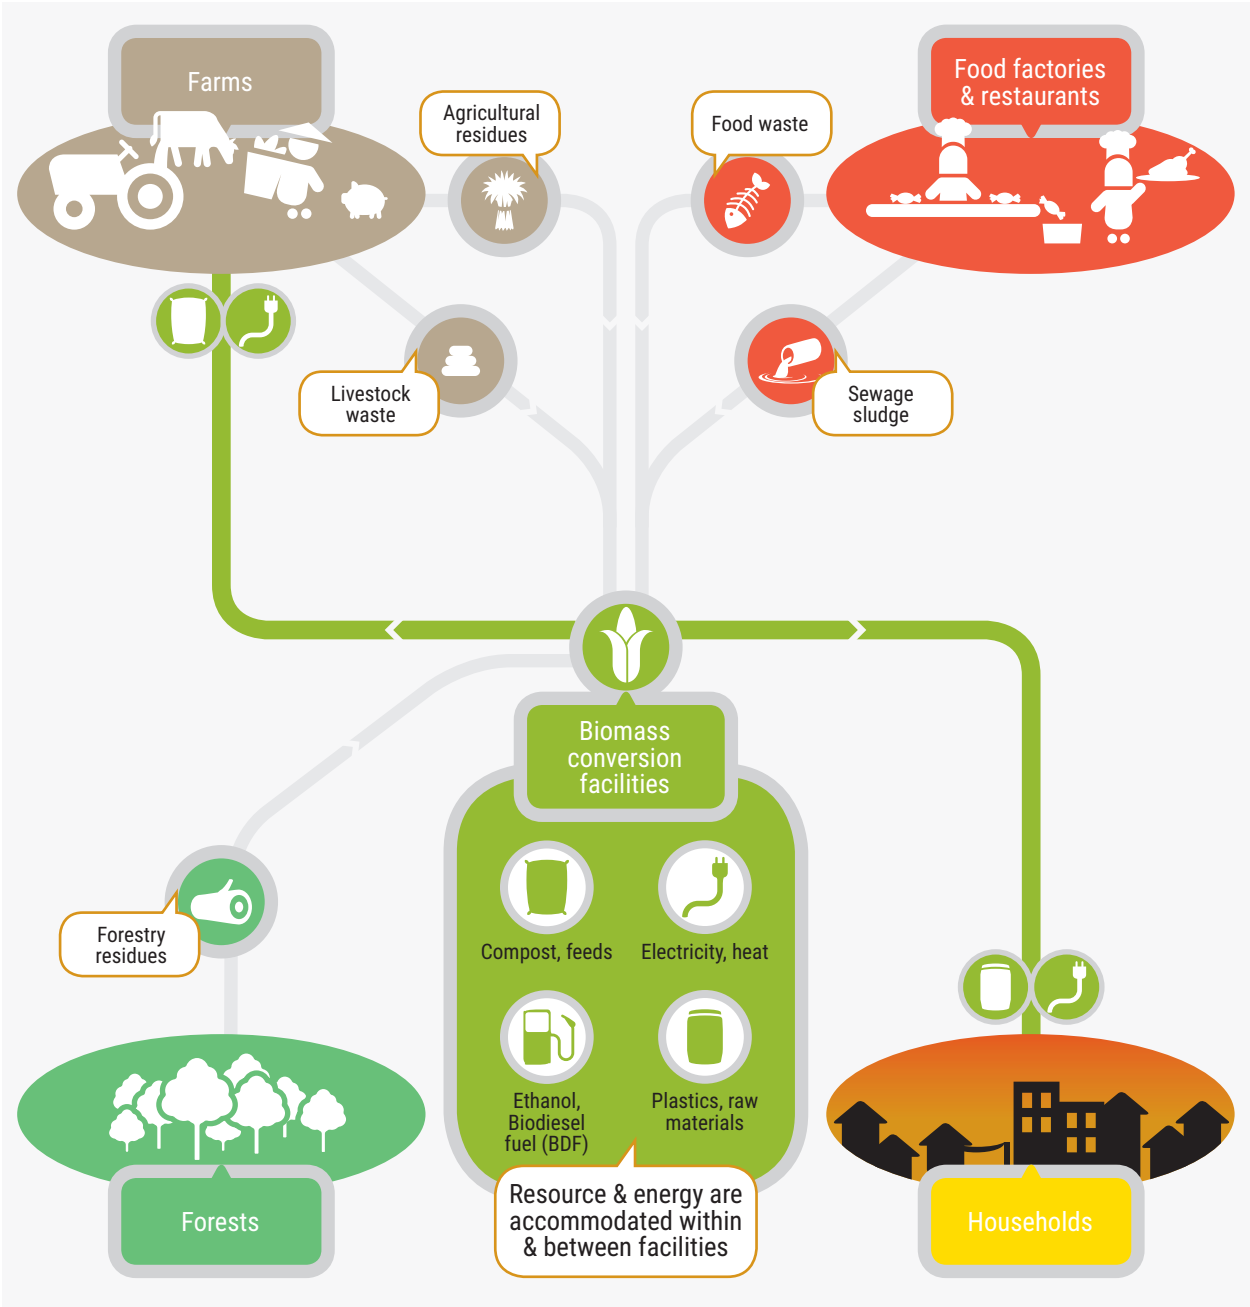 Farms
Agricultural
residues
Food waste
Food factories
& restaurants
Livestock
waste
Sewage
sludge
Biomass
conversion
facilities
Compost, feeds
Electricity, heat
Forestry
residues
Ethanol,
Biodiesel
fuel (BDF)
Plastics, raw
materials
Resource & energy are
accommodated within
& between facilities
Forests
Households